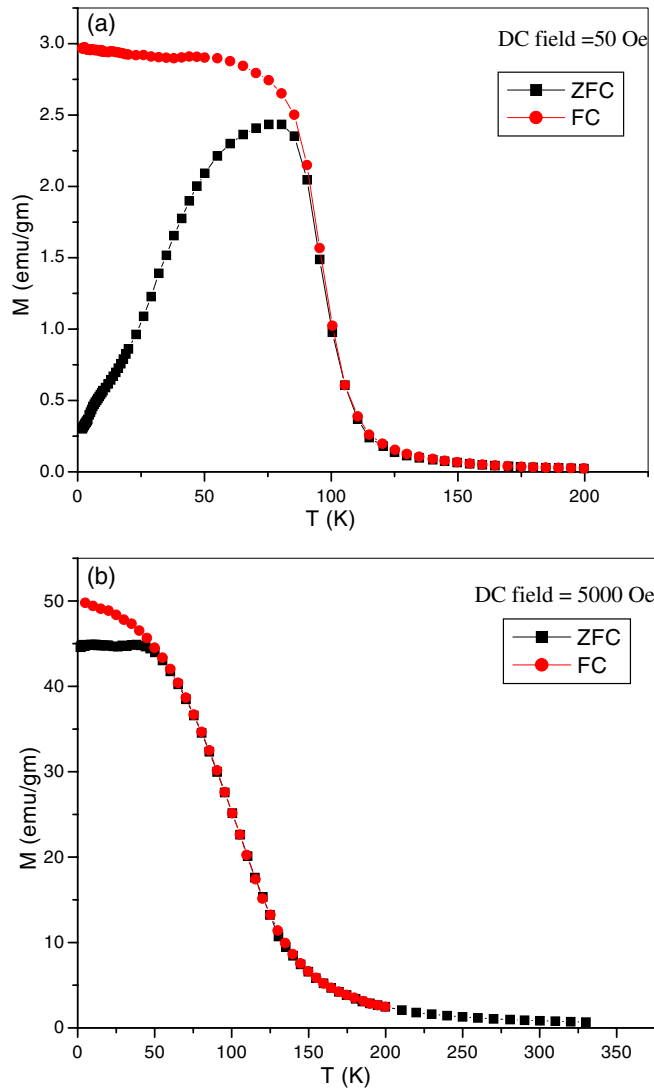 (a)
DC field =50 Oe
ZFC
FC
3.0
2.5
2.0
1.5
1.0
0.5
0.0
M (emu/gm)
0 50 100 150 200
T (K)
(b)
DC field = 5000 Oe
ZFC
FC
50
40
30
20
10
0
M (emu/gm)
0 50 100 150 200 250 300 350
T (K)